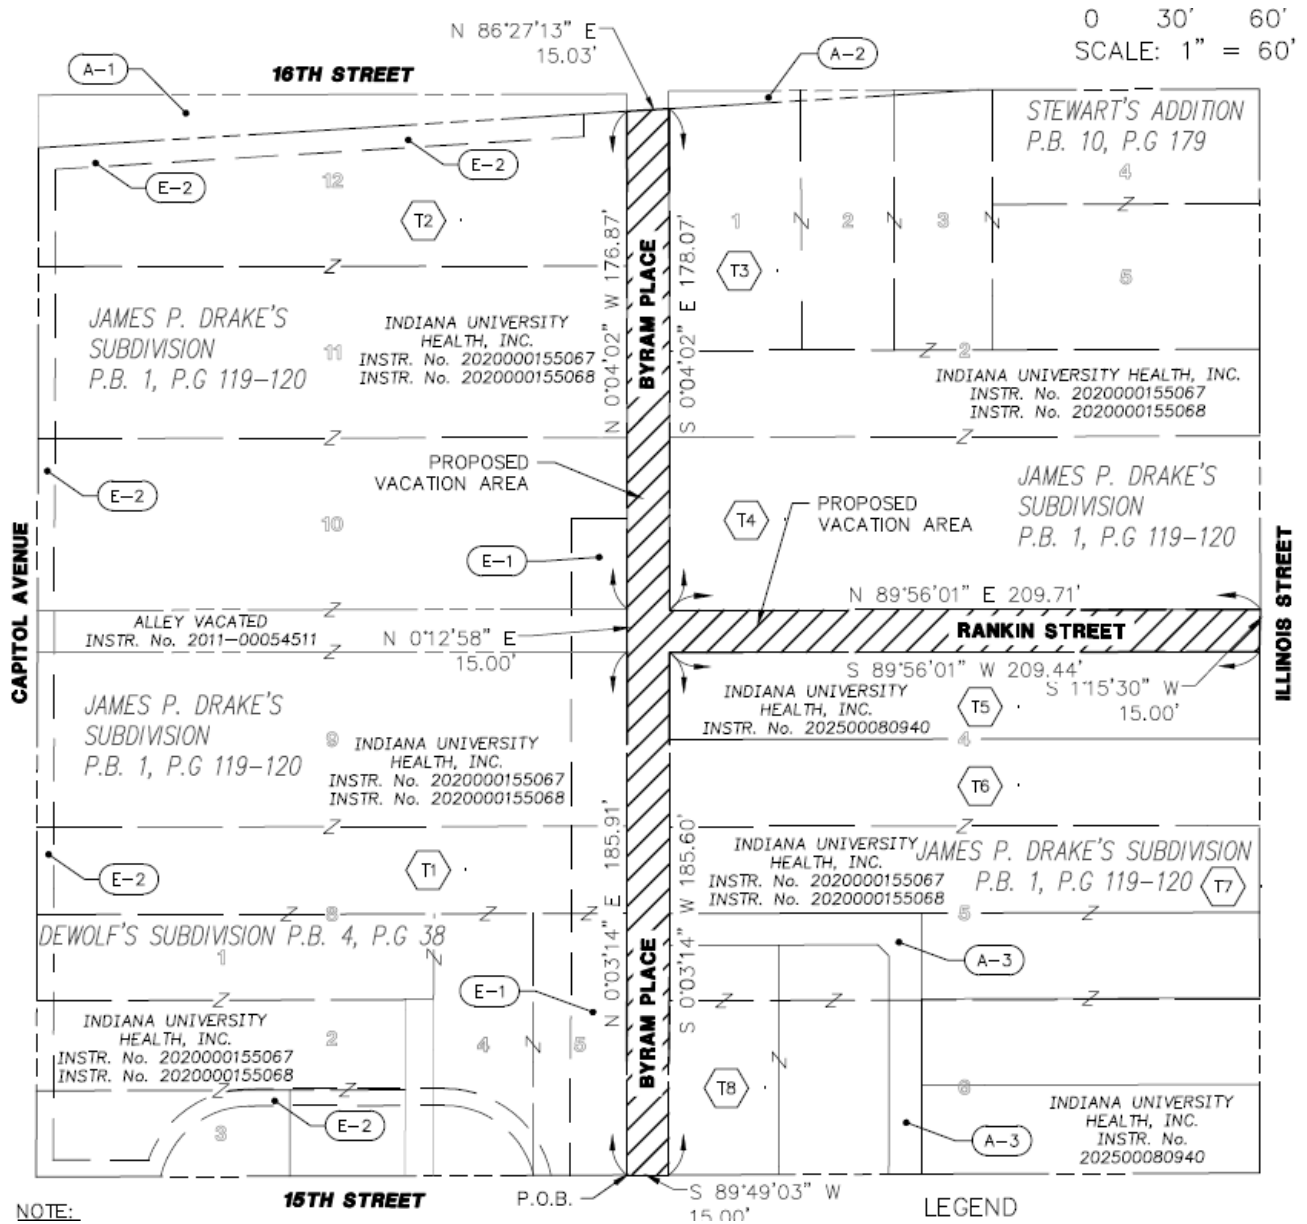 0 30' 60'
SCALE: 1" = 60'
N 86°27'13" E
15.03'
A-1
16TH STREET
A-2
STEWART'S ADDITION
P.B. 10, P.G 179
4
E-2
E-2
12
T2
1
2
3
Z
Z
Z
Z
T3
5
N 0°04'02" W 176.87'
BYRAM PLACE
S 0°04'02" E 178.07'
Z
JAMES P. DRAKE'S
SUBDIVISION
P.B. 1, P.G 119-120
INDIANA UNIVERSITY
HEALTH, INC.
INSTR. No. 2020000155067
INSTR. No. 2020000155068
11
Z
2
INDIANA UNIVERSITY HEALTH, INC.
INSTR. No. 2020000155067
INSTR. No. 2020000155068
Z
Z
PROPOSED
VACATION AREA
E-2
10
T4
PROPOSED
VACATION AREA
JAMES P. DRAKE'S
SUBDIVISION
P.B. 1, P.G 119-120
E-1
CAPITOL AVENUE
ILLINOIS STREET
Z
N 89°56'01" E 209.71'
ALLEY VACATED
INSTR. No. 2011-00054511
N 0°12'58" E
15.00'
RANKIN STREET
Z
S 89°56'01" W 209.44'
S 1°15'30" W
15.00'
JAMES P. DRAKE'S
SUBDIVISION
P.B. 1, P.G 119-120
9
INDIANA UNIVERSITY
HEALTH, INC.
INSTR. No. 2020000155067
INSTR. No. 2020000155068
INDIANA UNIVERSITY
HEALTH, INC.
INSTR. No. 202500080940
T5
4
T6
Z
Z
INDIANA UNIVERSITY
HEALTH, INC.
INSTR. No. 2020000155067
INSTR. No. 2020000155068
JAMES P. DRAKE'S SUBDIVISION
P.B. 1, P.G 119-120
T7
E-2
T1
N 0°03'14" E 185.91'
BYRAM PLACE
S 0°03'14" W 185.60'
Z
8
Z
Z
5
Z
DEWOLF'S SUBDIVISION P.B. 4, P.G 38
1
Z
A-3
E-1
Z
Z
Z
Z
INDIANA UNIVERSITY
HEALTH, INC.
INSTR. No. 2020000155067
INSTR. No. 2020000155068
2
4
Z
5
Z
T8
6
Z
Z
E-2
3
A-3
INDIANA UNIVERSITY
HEALTH, INC.
INSTR. No.
202500080940
15TH STREET
P.O.B.
S 89°49'03" W
15.00'
LEGEND
NOTE: